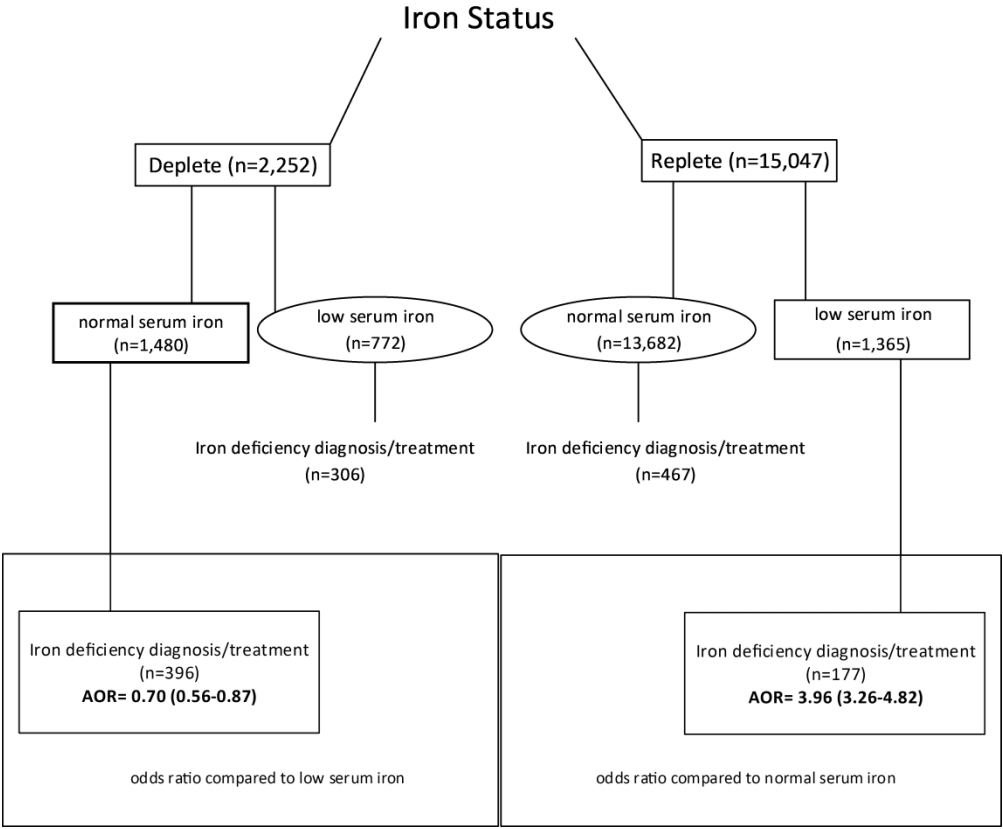 Iron Status
Deplete (n=2,252)
Replete (n=15,047)
normal serum iron
(n=1,480)
low serum iron
(n=772)
normal serum iron
(n=13,682)
low serum iron
(n=1,365)
Iron deficiency diagnosis/treatment
(n=306)
Iron deficiency diagnosis/treatment
(n=467)
Iron deficiency diagnosis/treatment
(n=396)
AOR= 0.70 (0.56-0.87)
odds ratio compared to low serum iron
Iron deficiency diagnosis/treatment
(n=177)
AOR= 3.96 (3.26-4.82)
odds ratio compared to normal serum iron